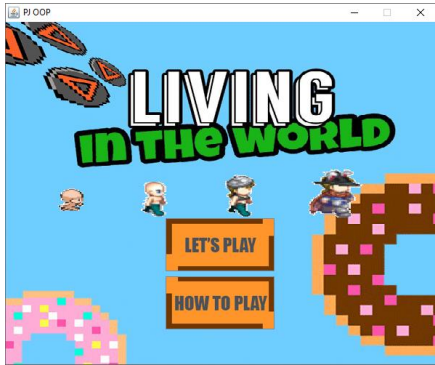 PJ OOP
LIVING
In THe WORLD
LET'S PLAY
HOW TO PLAY